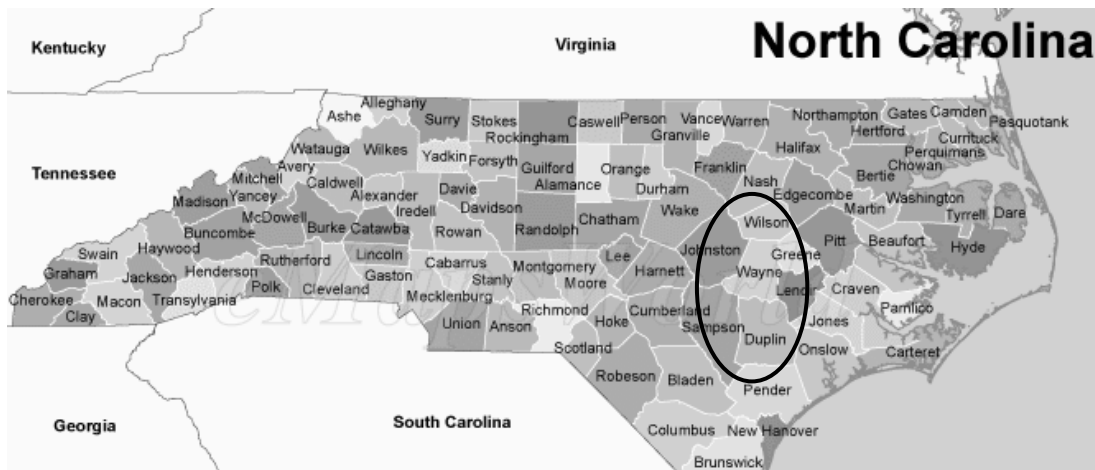 North Carolina
Kentucky
Virginia
Tennessee
Georgia
South Carolina
Ashe
Alleghany
Surry
Stokes
Rockingham
Caswell
Person
Granville
Vance
Warren
Northampton
Hertford
Gates
Camden
Pasquotank
Currituck
Perquimans
Chowan
Halifax
Bertie
Watauga
Wilkes
Yadkin
Forsyth
Guilford
Alamance
Orange
Durham
Franklin
Nash
Edgecombe
Martin
Washington
Tyrrell
Dare
Avery
Mitchell
Yancey
Caldwell
Alexander
Iredell
Davie
Davidson
Randolph
Chatham
Wake
Wilson
Pitt
Beaufort
Hyde
Madison
Buncombe
McDowell
Burke
Catawba
Rowan
Lee
Harnett
Johnston
Wayne
Greene
Lenoir
Craven
Pamlico
Swain
Haywood
Graham
Jackson
Henderson
Rutherford
Polk
Cleveland
Lincoln
Gaston
Cabarrus
Mecklenburg
Stanly
Montgomery
Moore
Cherokee
Clay
Macon
Transylvania
Union
Anson
Richmond
Hoke
Cumberland
Sampson
Duplin
Jones
Onslow
Carteret
Scotland
Robeson
Bladen
Pender
Columbus
New Hanover
Brunswick